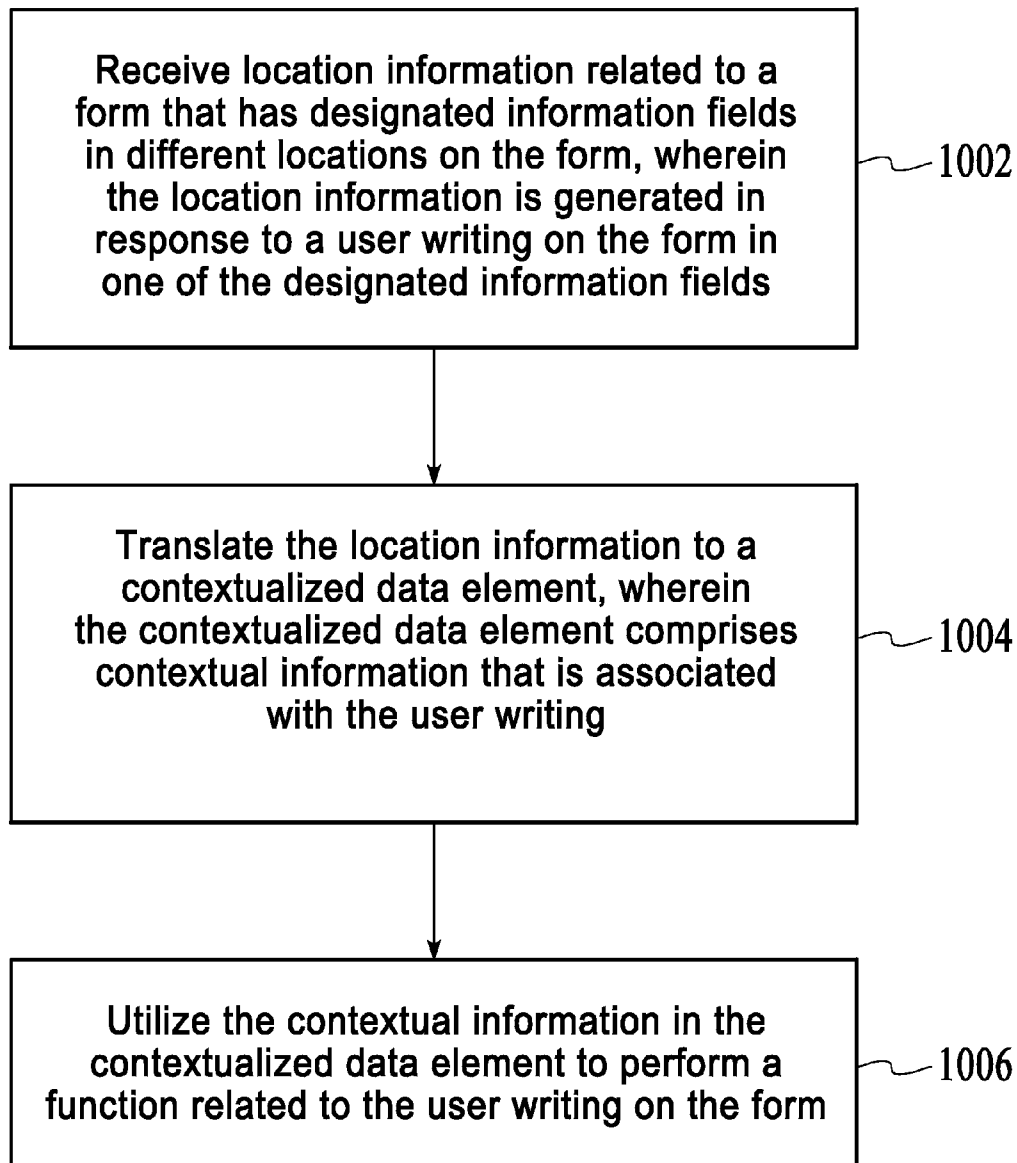 Receive location information related to a
form that has designated information fields
in different locations on the form, wherein
the location information is generated in
response to a user writing on the form in
one of the designated information fields
1002
Translate the location information to a
contextualized data element, wherein
the contextualized data element comprises
contextual information that is associated
with the user writing
1004
Utilize the contextual information in the
contextualized data element to perform a
function related to the user writing on the form
1006